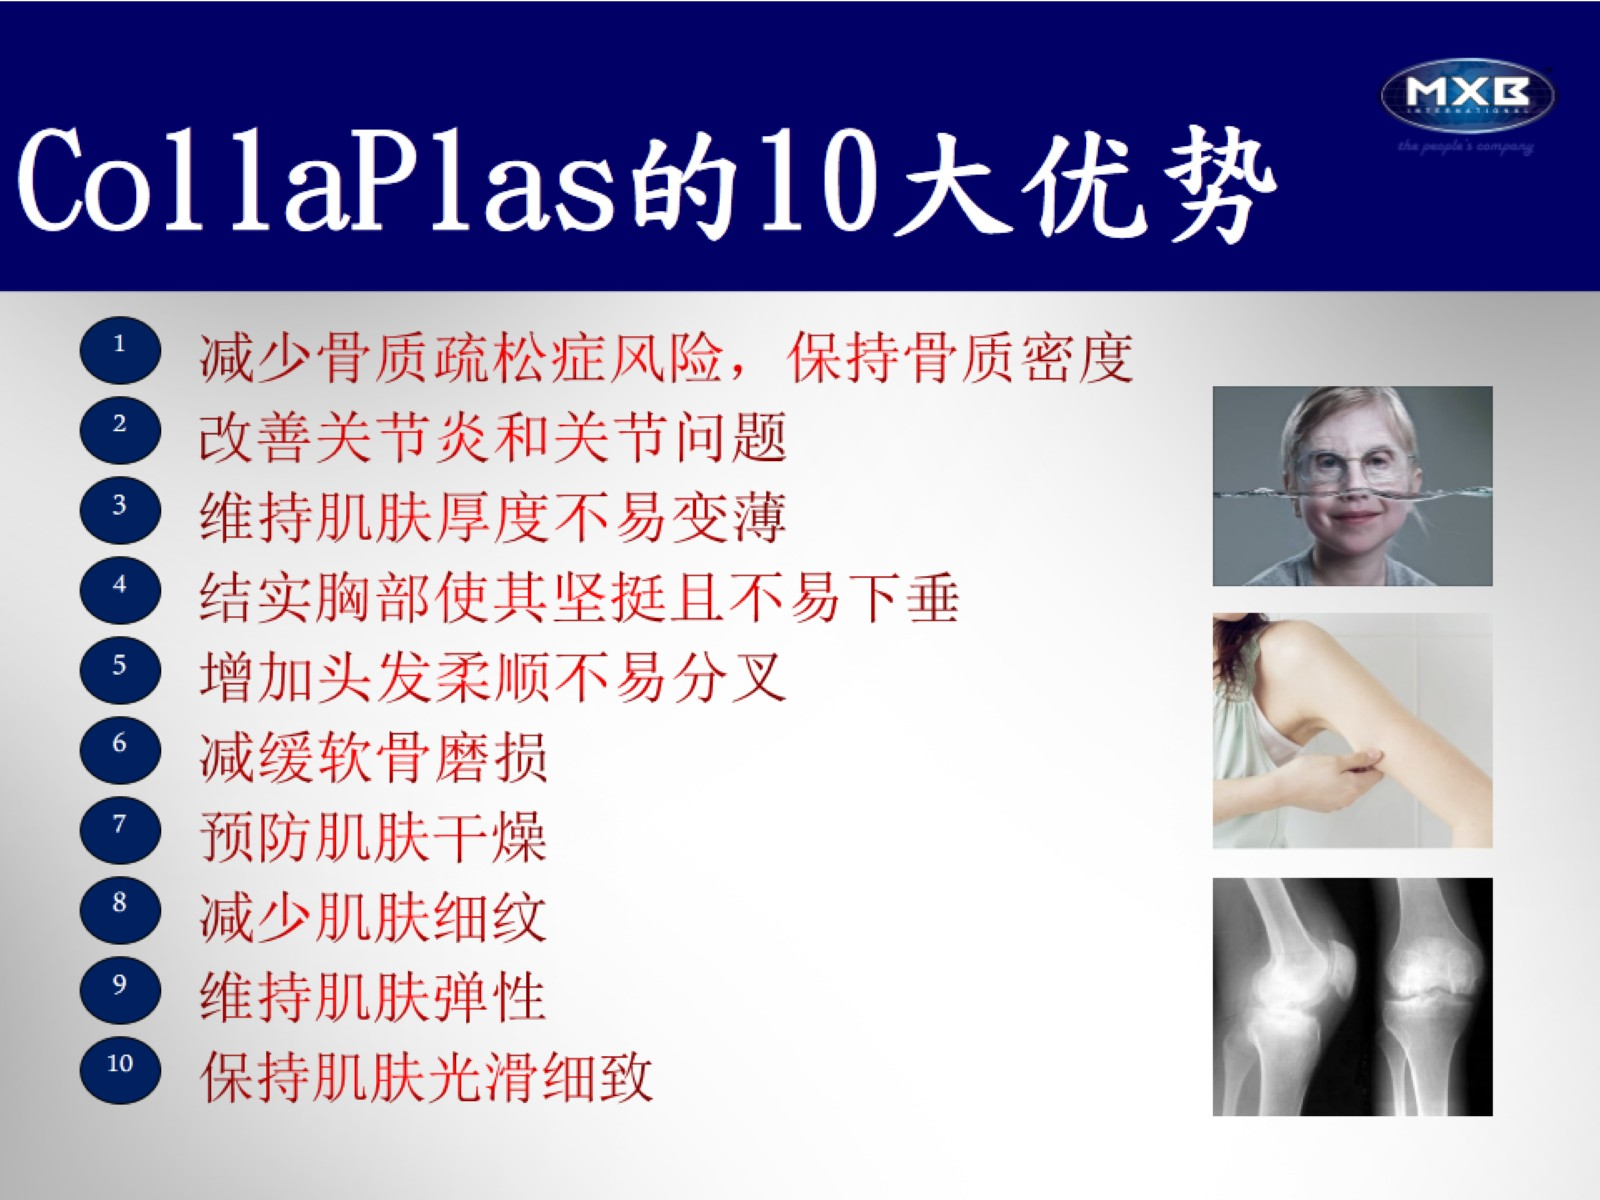 MXB
INTERNATIONAL
the people's company
CollaPlas的10大优势
1 减少骨质疏松症风险，保持骨质密度
2 改善关节炎和关节问题
3 维持肌肤厚度不易变薄
4 结实胸部使其坚挺且不易下垂
5 增加头发柔顺不易分叉
6 减缓软骨磨损
7 预防肌肤干燥
8 减少肌肤细纹
9 维持肌肤弹性
10 保持肌肤光滑细致